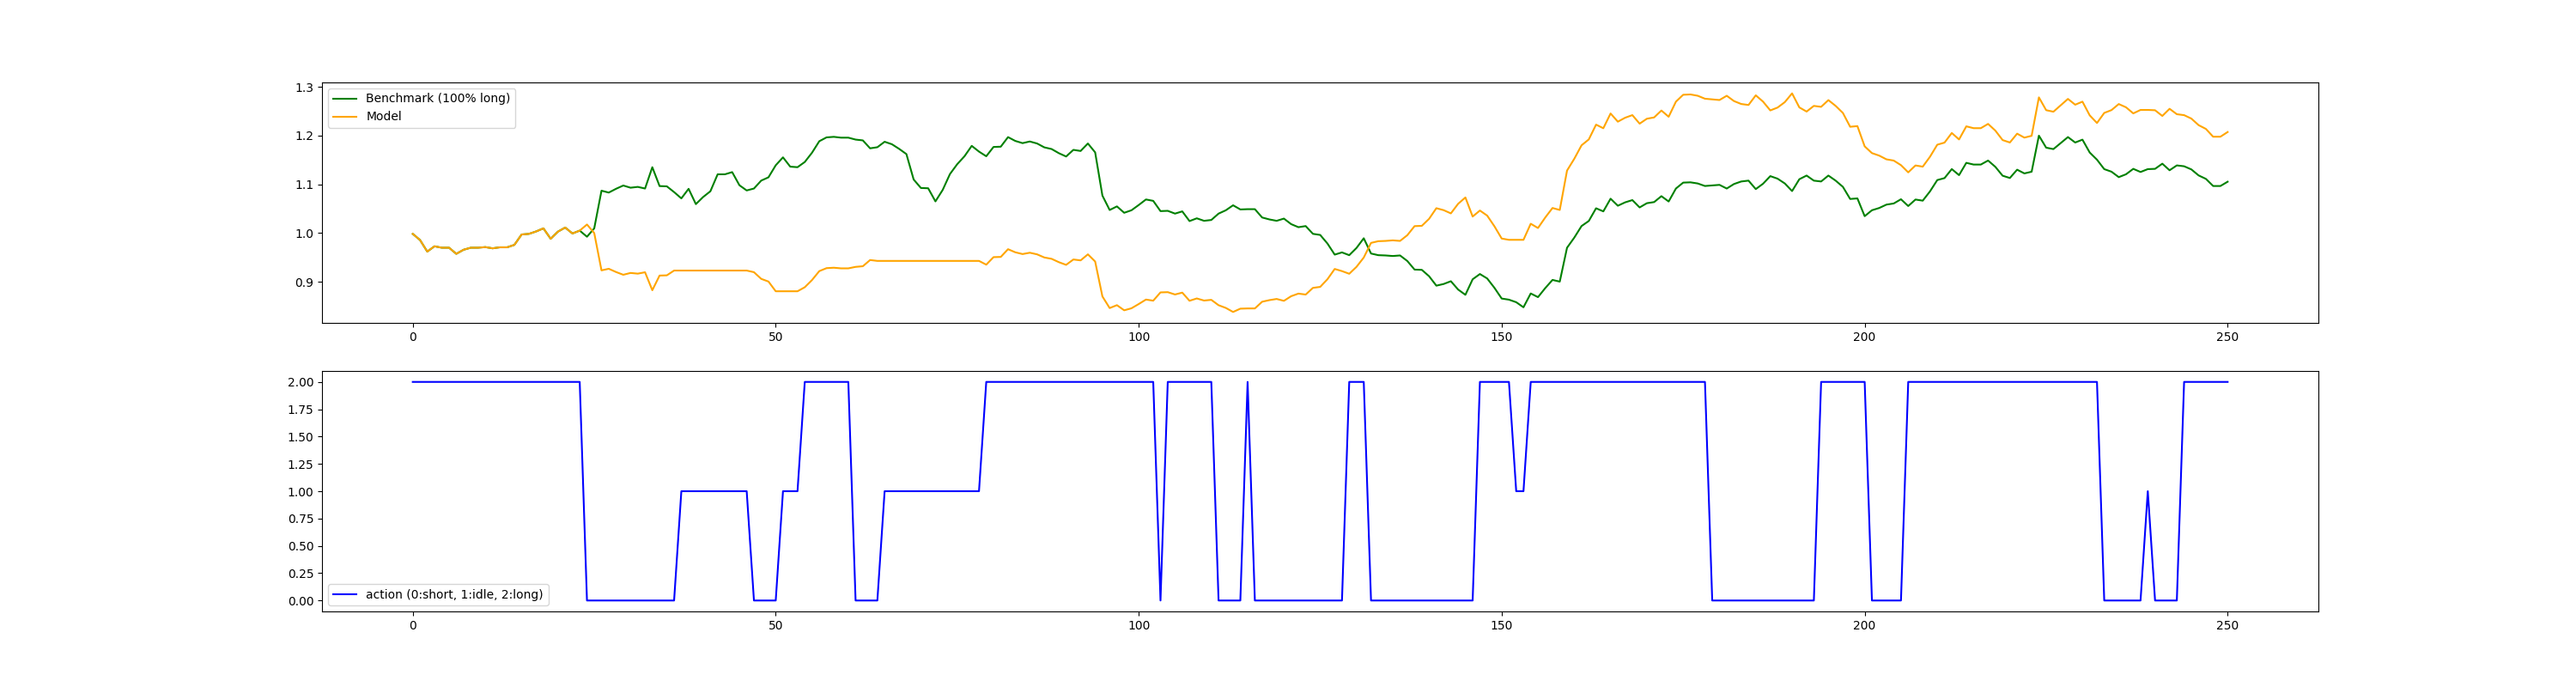 1.3
1.2
1.1
1.0
0.9
Benchmark (100% long)
Model
0 50 100 150 200 250
2.00
1.75
1.50
1.25
1.00
0.75
0.50
0.25
0.00
action (0:short, 1:idle, 2:long)
0 50 100 150 200 250